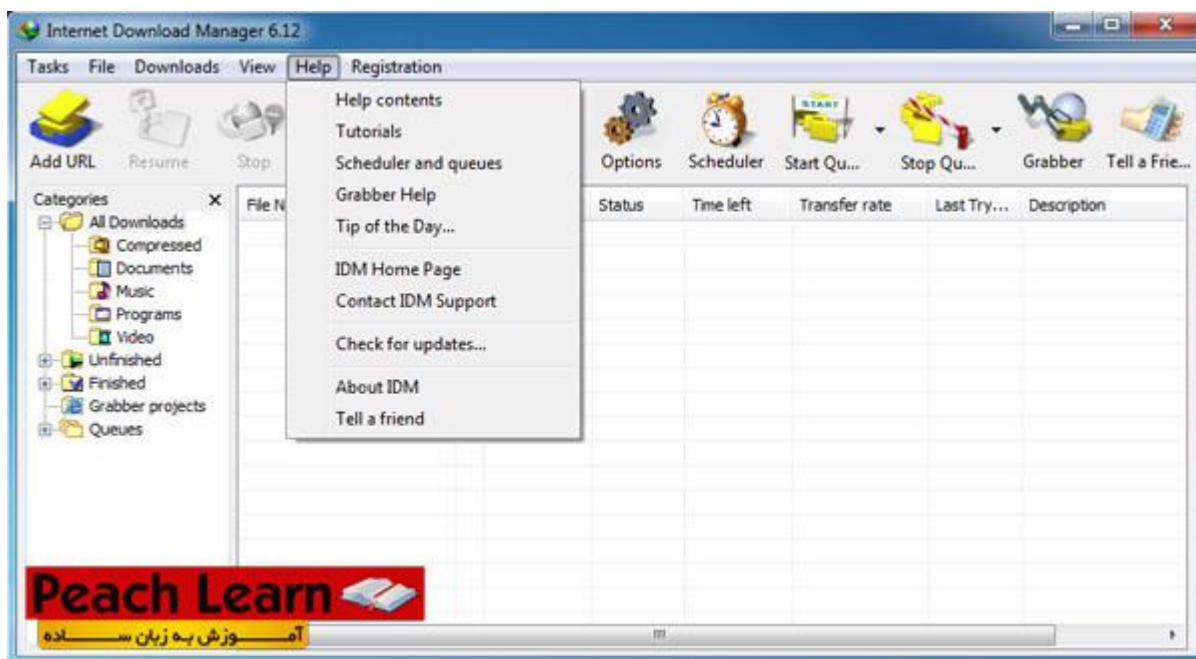 Internet Download Manager 6.12
Tasks File Downloads View Help Registration
Help contents
Tutorials
Scheduler and queues
Grabber Help
Tip of the Day...
IDM Home Page
Contact IDM Support
Check for updates...
About IDM
Tell a friend
Add URL Resume Stop Options Scheduler Start Qu... Stop Qu... Grabber Tell a Frie...
START
Categories
All Downloads
Compressed
Documents
Music
Programs
Video
Unfinished
Finished
Grabber projects
Queues
File N Status Time left Transfer rate Last Try... Description
Peach Learn
آمــوزش بـه زبان ســـاده